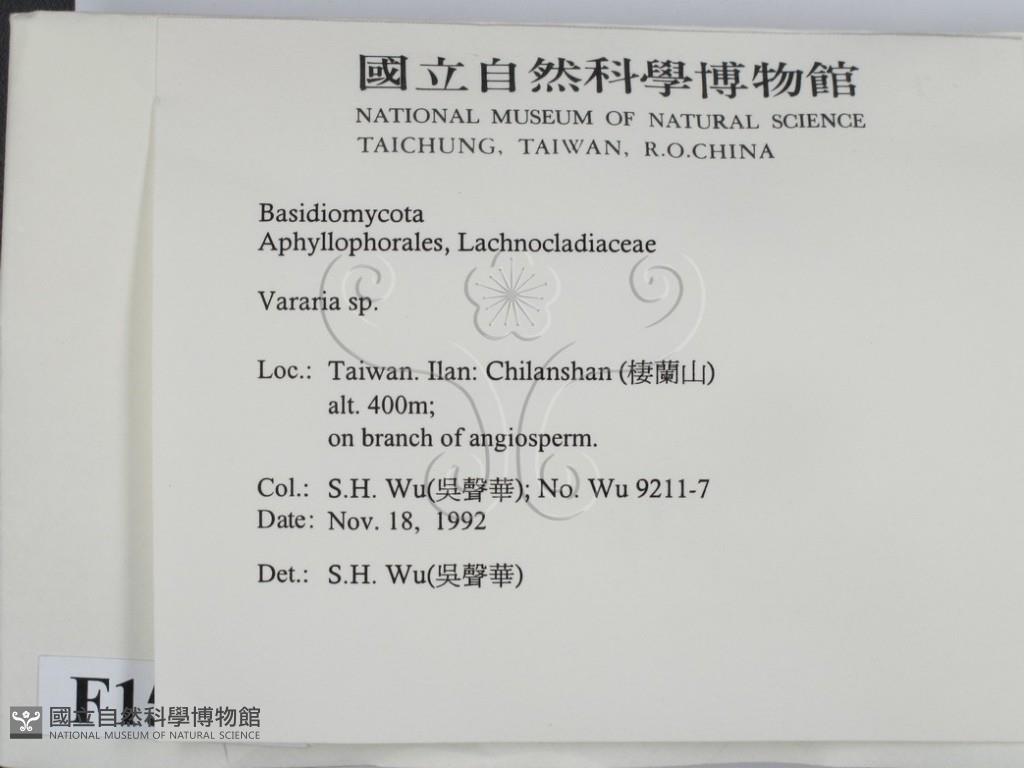 國立自然科學博物館
NATIONAL MUSEUM OF NATURAL SCIENCE
TAICHUNG, TAIWAN, R.O.CHINA
Basidiomycota
Aphyllophorales, Lachnocladiaceae
Vararia sp.
Loc.: Taiwan. Ilan: Chilanshan (棲蘭山)
alt. 400m;
on branch of angiosperm.
Col.: S.H. Wu(吳聲華); No. Wu 9211-7
Date: Nov. 18, 1992
Det.: S.H. Wu(吳聲華)
國立自然科學博物館
NATIONAL MUSEUM OF NATURAL SCIENCE